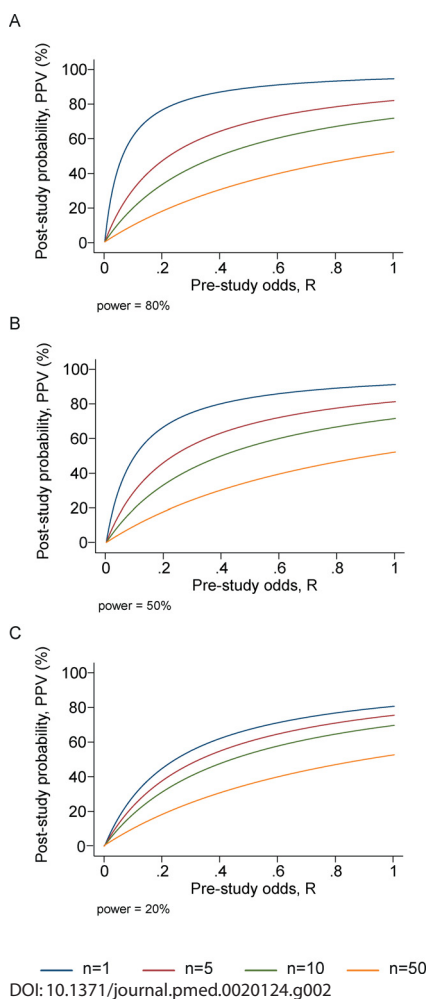 A
Post-study probability, PPV (%)
100
80
60
40
20
0
0 .2 .4 .6 .8 1
Pre-study odds, R
power = 80%
B
Post-study probability, PPV (%)
100
80
60
40
20
0
0 .2 .4 .6 .8 1
Pre-study odds, R
power = 50%
C
Post-study probability, PPV (%)
100
80
60
40
20
0
0 .2 .4 .6 .8 1
Pre-study odds, R
power = 20%
n=1 n=5 n=10 n=50
DOI: 10.1371/journal.pmed.0020124.g002